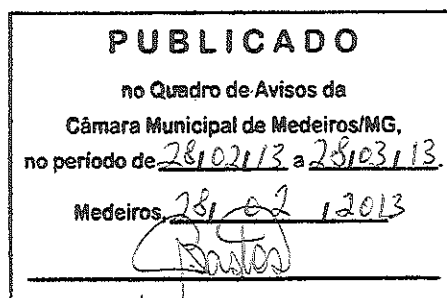 PUBLICADO
no Quadro de Avisos da
Câmara Municipal de Medeiros/MG,
no período de 28/02/13 a 28/03/13.
Medeiros, 28/ 02 /2013
Bastos